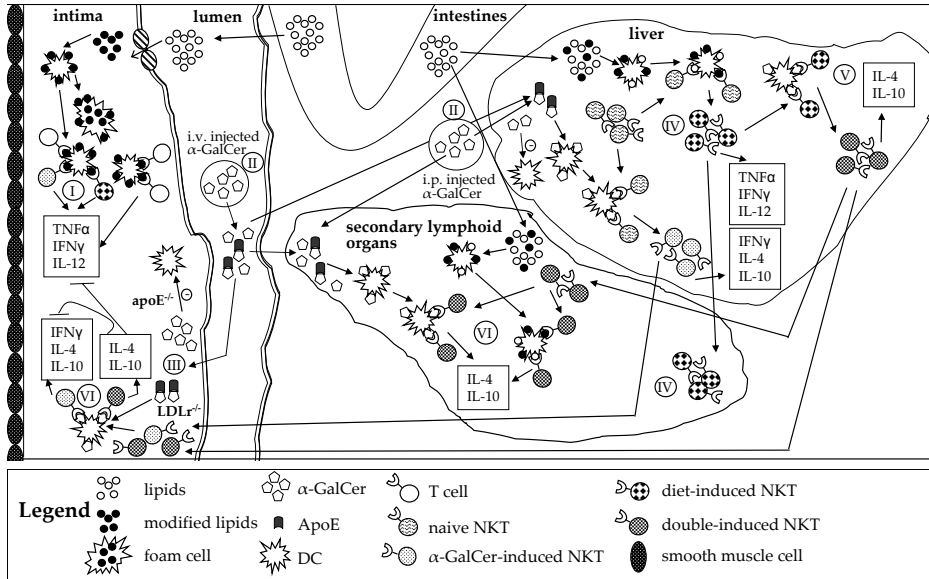 intima
lumen
intestines
liver
II
i.v. injected
α-GalCer
II
i.p. injected
α-GalCer
II
I
TNFα
IFNγ
IL-12
apoE-/-
IFNγ
IL-4
IL-10
IL-4
IL-10
III
VI
LDLr-/-
secondary lymphoid
organs
VI
IL-4
IL-10
IV
V
IL-4
IL-10
TNFα
IFNγ
IL-12
IFNγ
IL-4
IL-10
IV
Legend
lipids
modified lipids
foam cell
α-GalCer
ApoE
DC
T cell
naive NKT
α-GalCer-induced NKT
diet-induced NKT
double-induced NKT
smooth muscle cell